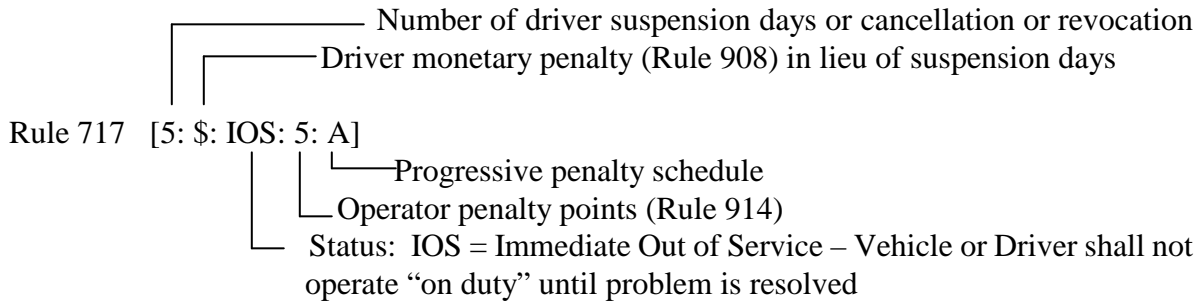 Number of driver suspension days or cancellation or revocation
Driver monetary penalty (Rule 908) in lieu of suspension days
Rule 717 [5: $: IOS: 5: A]
Progressive penalty schedule
Operator penalty points (Rule 914)
Status: IOS = Immediate Out of Service – Vehicle or Driver shall not
operate “on duty” until problem is resolved